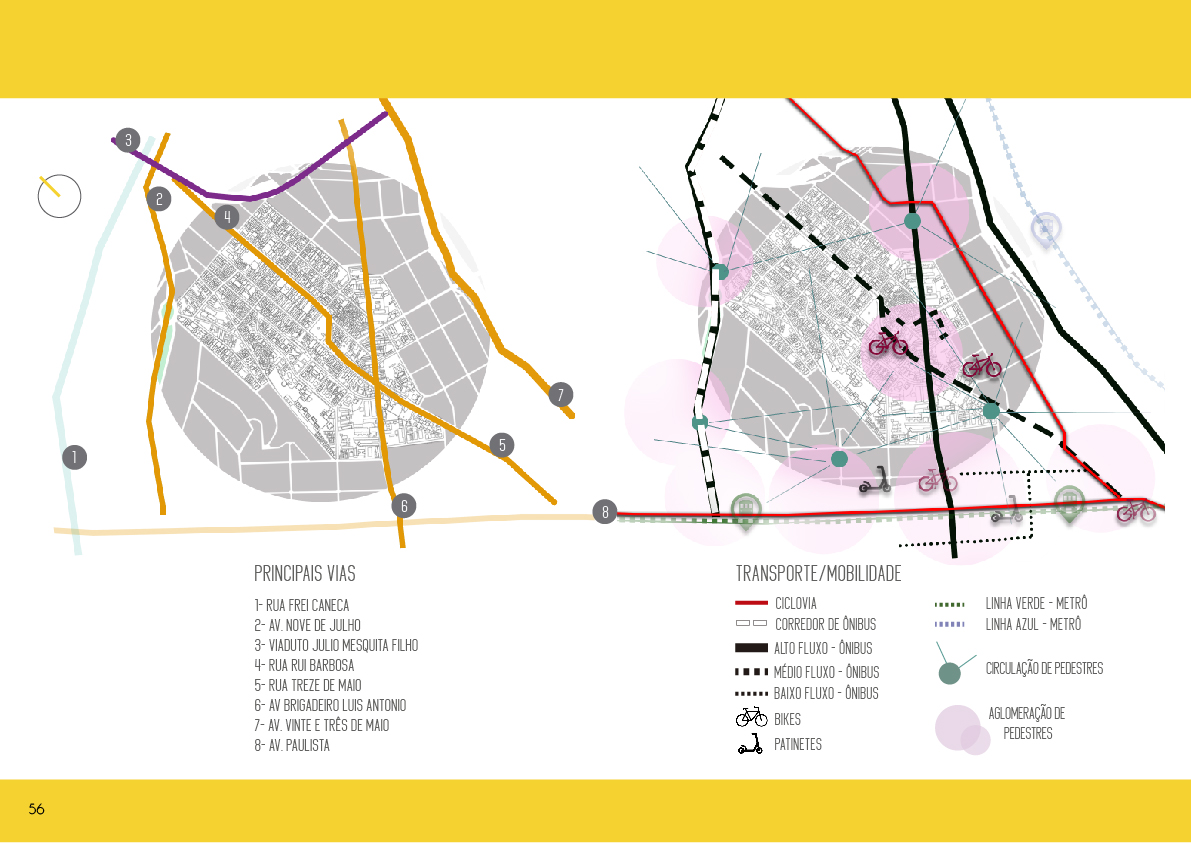 3
2
4
1
7
5
6
8
PRINCIPAIS VIAS
1- RUA FREI CANECA
2- AV. NOVE DE JULHO
3- VIADUTO JULIO MESQUITA FILHO
4- RUA RUI BARBOSA
5- RUA TREZE DE MAIO
6- AV BRIGADEIRO LUIS ANTONIO
7- AV. VINTE E TRÊS DE MAIO
8- AV. PAULISTA
TRANSPORTE/MOBILIDADE
CICLOVIA
CORREDOR DE ÔNIBUS
ALTO FLUXO - ÔNIBUS
MÉDIO FLUXO - ÔNIBUS
BAIXO FLUXO - ÔNIBUS
BIKES
PATINETES
LINHA VERDE - METRÔ
LINHA AZUL - METRÔ
CIRCULAÇÃO DE PEDESTRES
AGLOMERAÇÃO DE
PEDESTRES
56